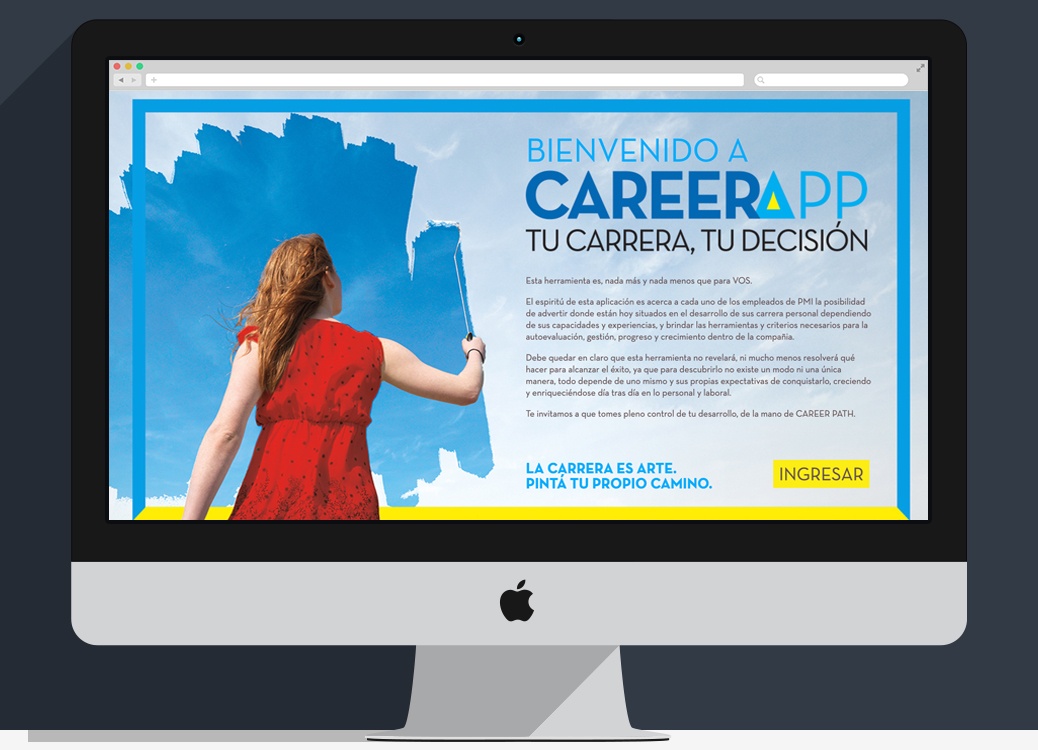 BIENVENIDO A
CAREERAPP
TU CARRERA, TU DECISIÓN
Esta herramienta es, nada más y nada menos que para VOS.
El espiritú de esta aplicación es acerca a cada uno de los empleados de PMI la posibilidad
de advertir donde están hoy situados en el desarrollo de sus carrera personal dependiendo
de sus capacidades y experiencias, y brindar las herramientas y criterios necesarios para la
autoevaluación, gestión, progreso y crecimiento dentro de la compañia.
Debe quedar en claro que esta herramienta no revelará, ni mucho menos resolverá qué
hacer para alcanzar el éxito, ya que para descubrirlo no existe un modo ni una única
manera, todo depende de uno mismo y sus propias expectativas de conquistarlo, creciendo
y enriqueciéndose día tras día en lo personal y laboral.
Te invitamos a que tomes pleno control de tu desarrollo, de la mano de CAREER PATH.
LA CARRERA ES ARTE.
PINTÁ TU PROPIO CAMINO.
INGRESAR